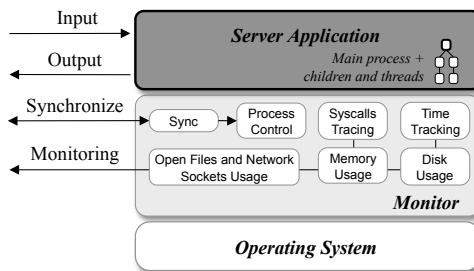 Input
Server Application
Output
Main process +
children and threads
Synchronize
Sync
Process
Control
Syscalls
Tracing
Time
Tracking
Monitoring
Open Files and Network
Sockets Usage
Memory
Usage
Disk
Usage
Monitor
Operating System